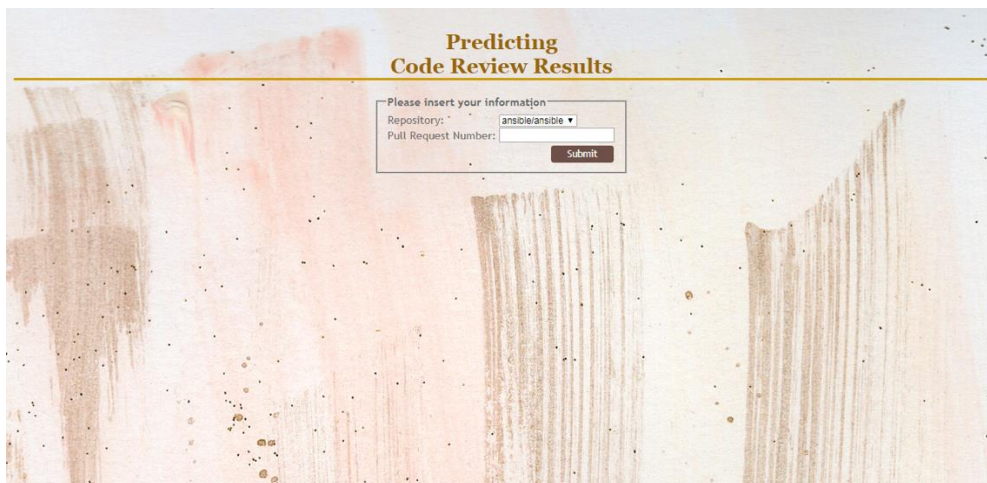 Predicting
Code Review Results
Please insert your information
Repository: ansible/ansible
Pull Request Number:
Submit